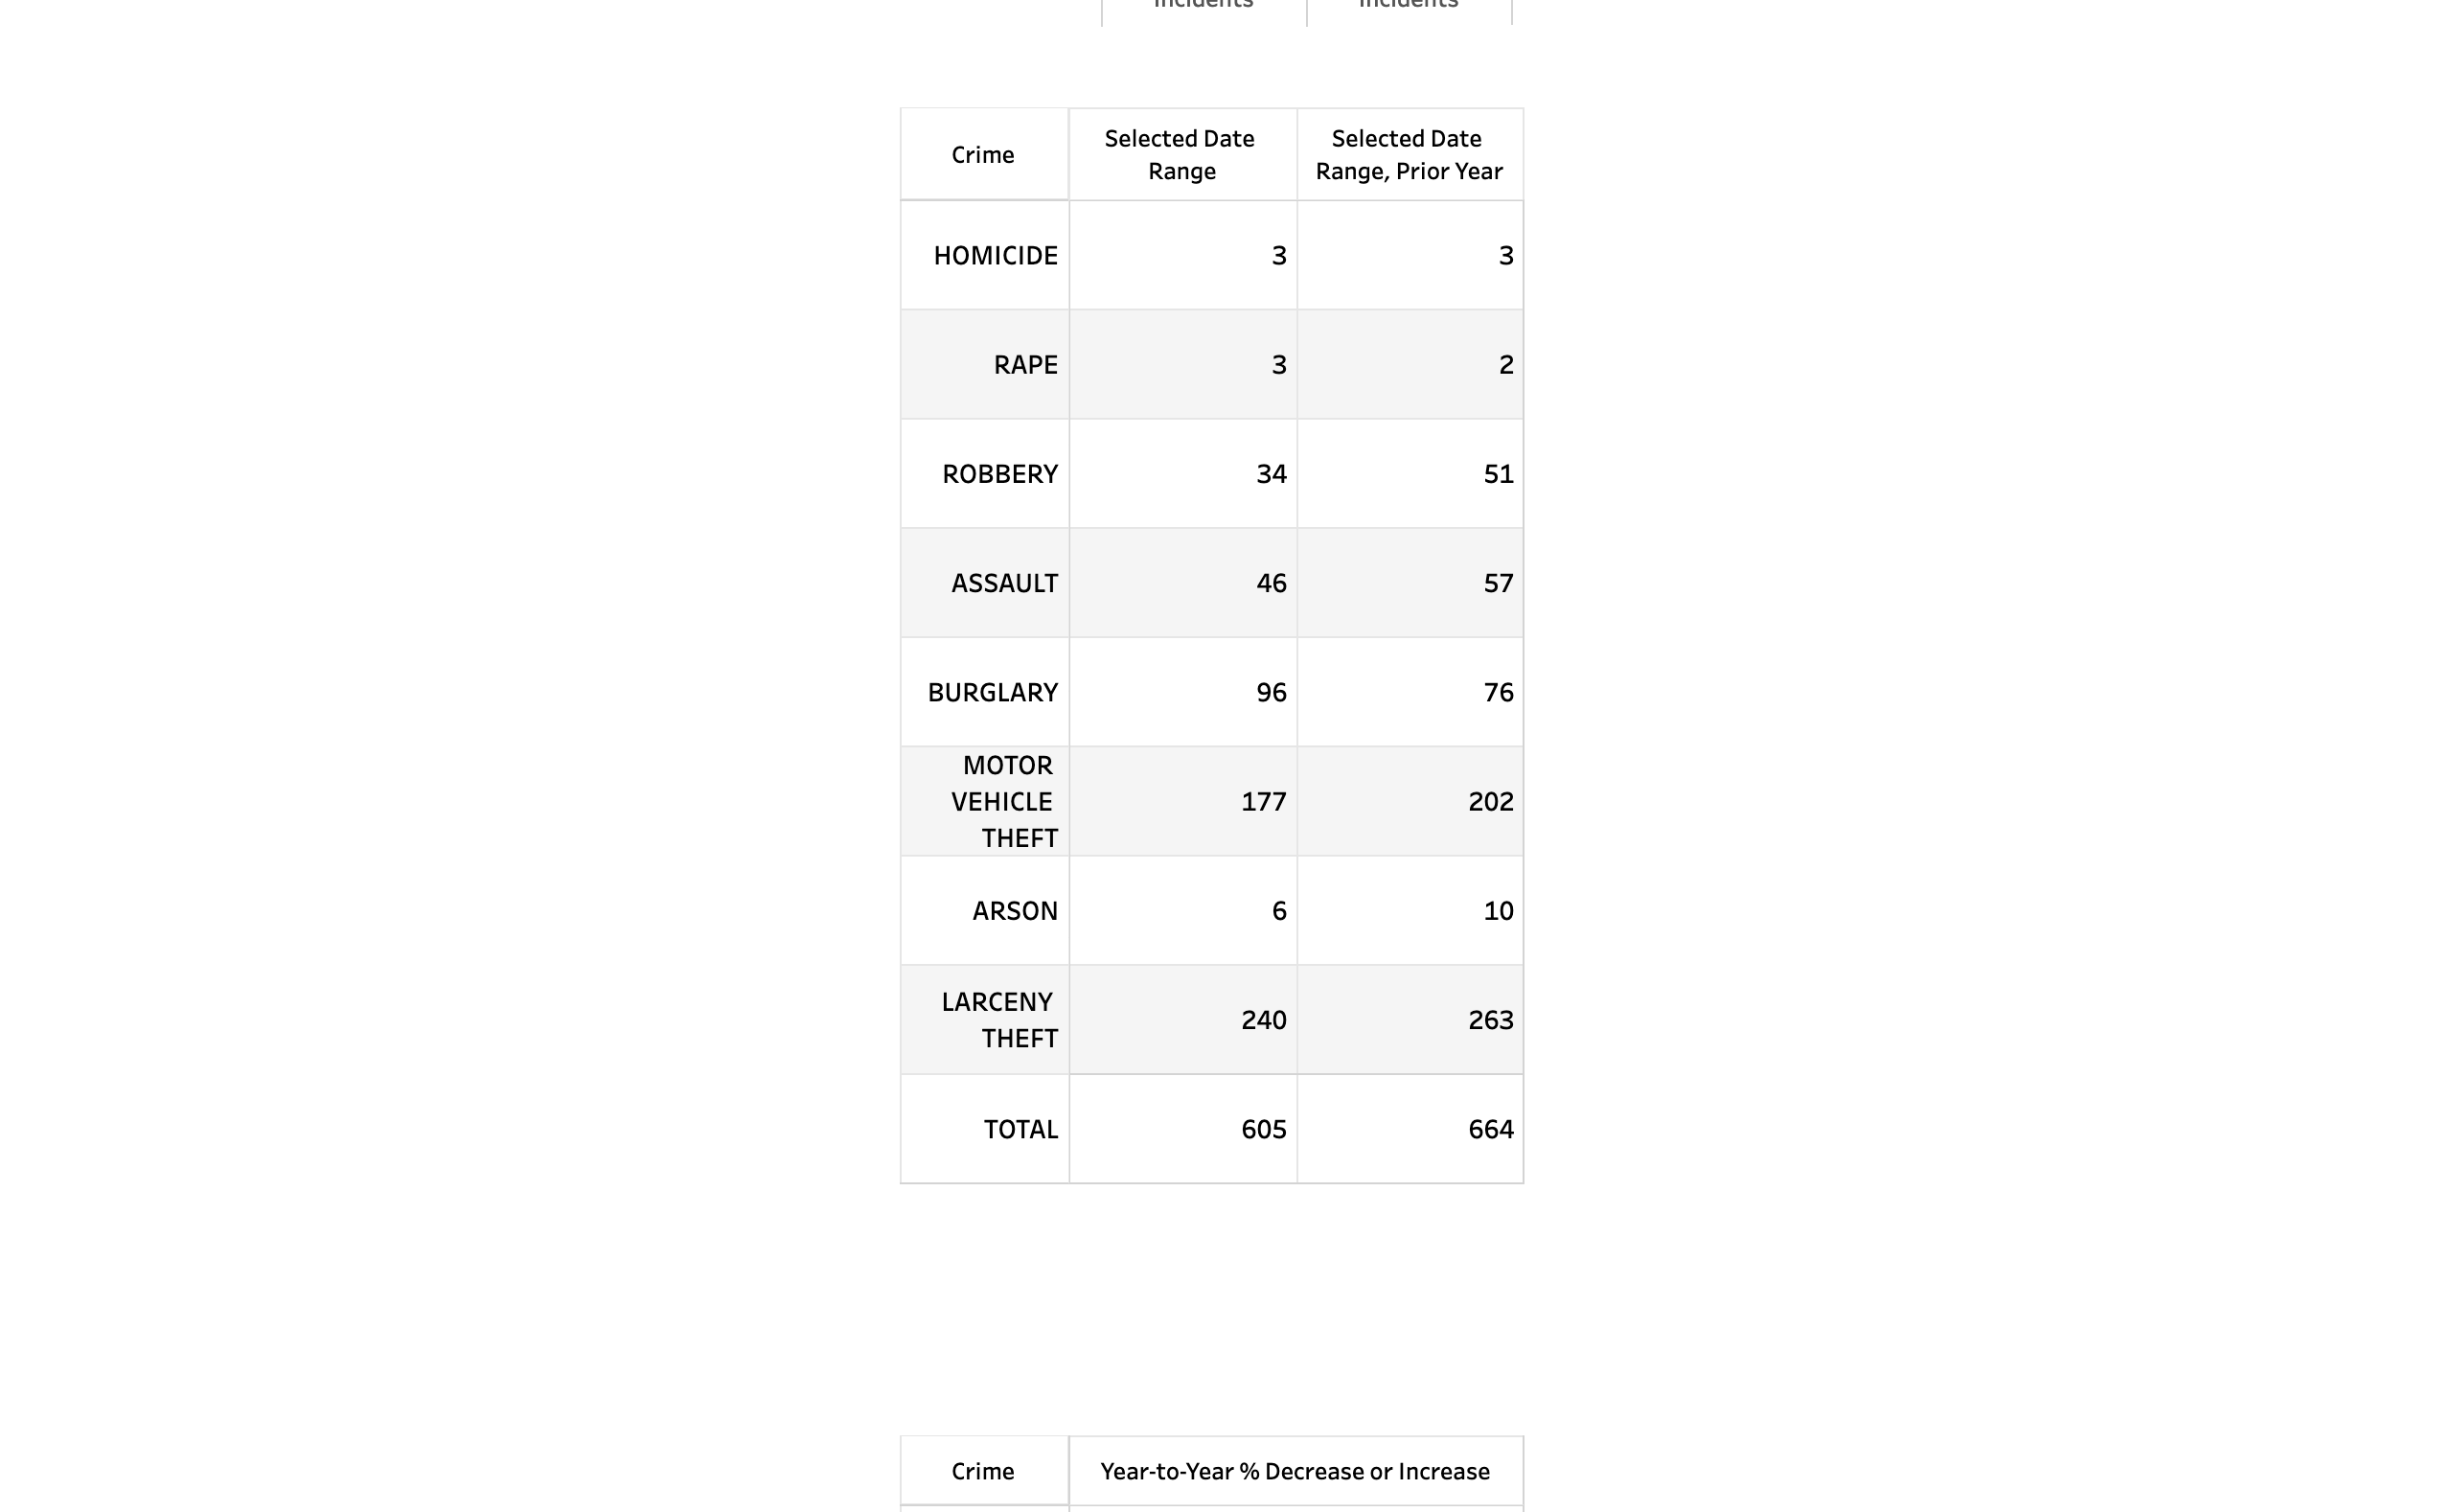 Incidents Incidents
Crime
Selected Date Range
Selected Date Range, Prior Year
HOMICIDE 3 3
RAPE 3 2
ROBBERY 34 51
ASSAULT 46 57
BURGLARY 96 76
MOTOR
VEHICLE 177 202
THEFT
ARSON 6 10
LARCENY
THEFT 240 263
TOTAL 605 664
Crime Year-to-Year % Decrease or Increase